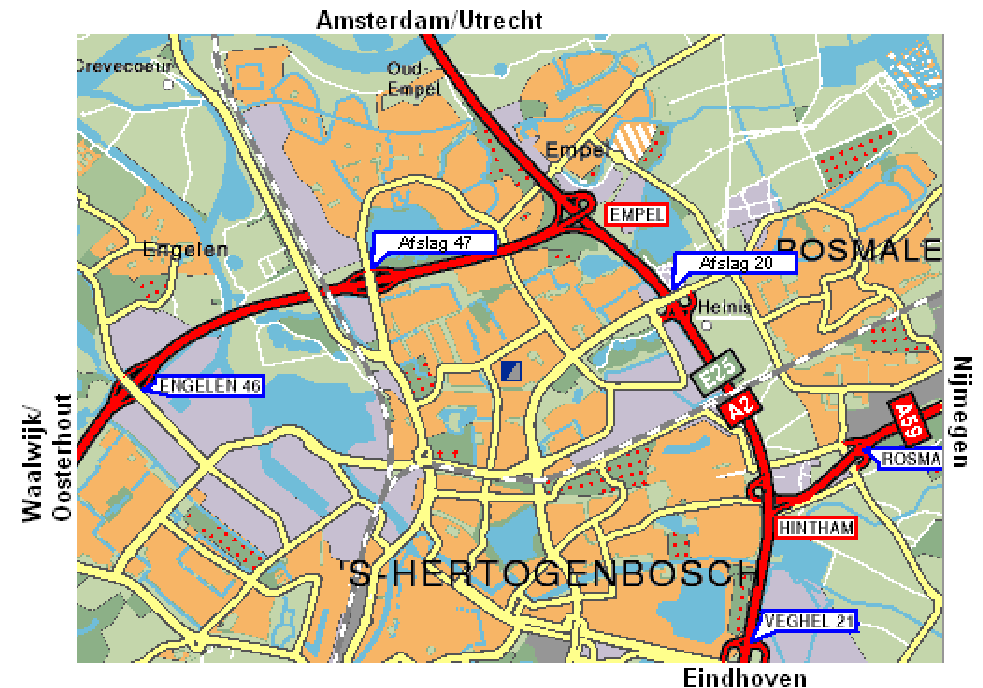 Amsterdam/Utrecht
Crevecoeur
Oud-
Empel
Empel
EMPEL
Engelen
Afslag 47
ROSMALE
Afslag 20
Heinis
E25
ENGELEN 46
A2
A59
Nijmegen
Waalwijk/
Oosterhout
ROSMA
HINTHAM
'S-HERTOGENBOSCH
VEGHEL 21
Eindhoven